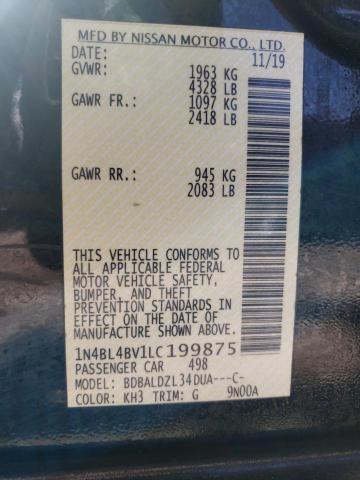 MFD BY NISSAN MOTOR CO., LTD.
DATE: 11/19
GVWR: 1963 KG
4328 LB
GAWR FR.: 1097 KG
2418 LB
GAWR RR.: 945 KG
2083 LB
THIS VEHICLE CONFORMS TO
ALL APPLICABLE FEDERAL
MOTOR VEHICLE SAFETY,
BUMPER, AND THEFT
PREVENTION STANDARDS IN
EFFECT ON THE DATE OF
MANUFACTURE SHOWN ABOVE.
1N4BL4BV1LC199875
PASSENGER CAR 498
MODEL: BDBALDZL34DUA---C-
COLOR: KH3 TRIM: G 9N00A